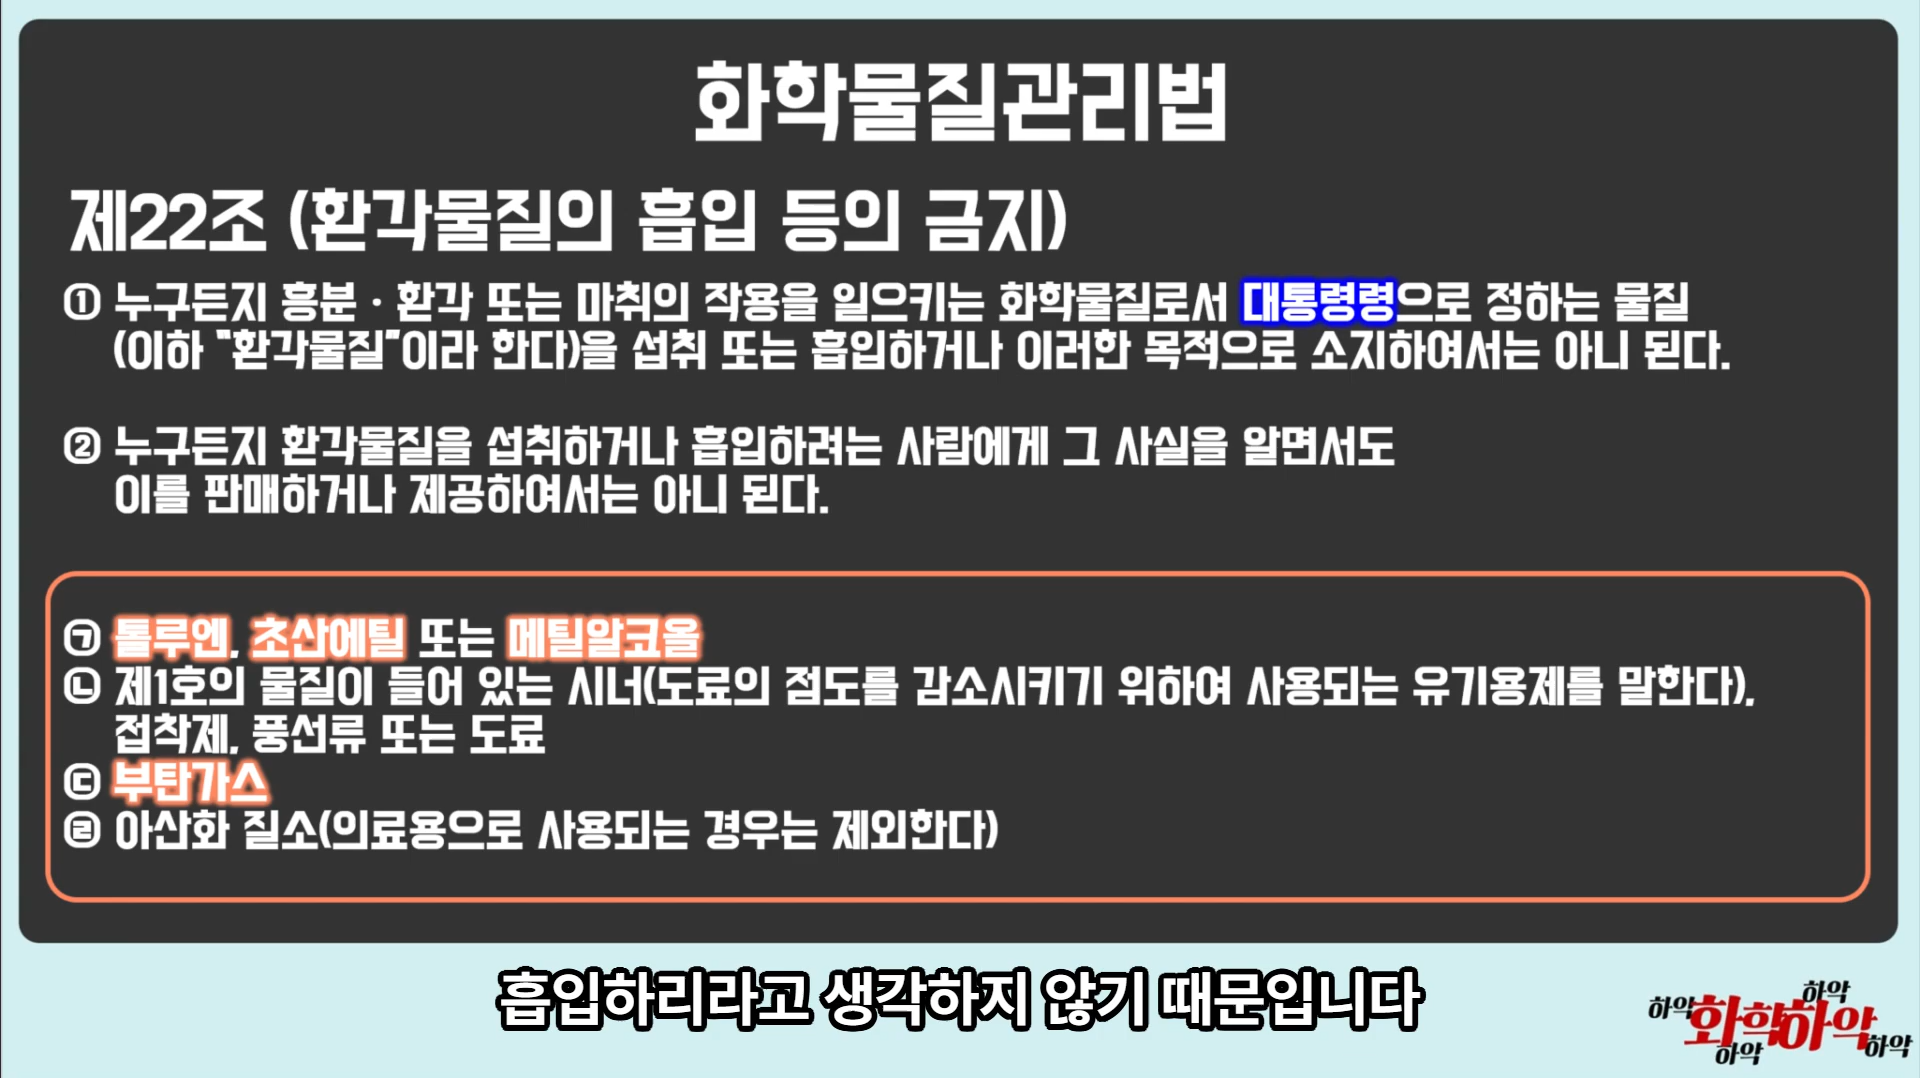 화학물질관리법
제22조 (환각물질의 흡입 등의 금지)
① 누구든지 흥분 · 환각 또는 마취의 작용을 일으키는 화학물질로서 대통령령으로 정하는 물질
(이하 "환각물질"이라 한다)을 섭취 또는 흡입하거나 이러한 목적으로 소지하여서는 아니 된다.
② 누구든지 환각물질을 섭취하거나 흡입하려는 사람에게 그 사실을 알면서도
이를 판매하거나 제공하여서는 아니 된다.
㉠ 톨루엔, 초산에틸 또는 메틸알코올
㉡ 제1호의 물질이 들어 있는 시너(도료의 점도를 감소시키기 위하여 사용되는 유기용제를 말한다),
접착제, 풍선류 또는 도료
㉢ 부탄가스
㉣ 아산화 질소(의료용으로 사용되는 경우는 제외한다)
흡입하리라고 생각하지 않기 때문입니다
하악
하악
화학하악
하악
하악